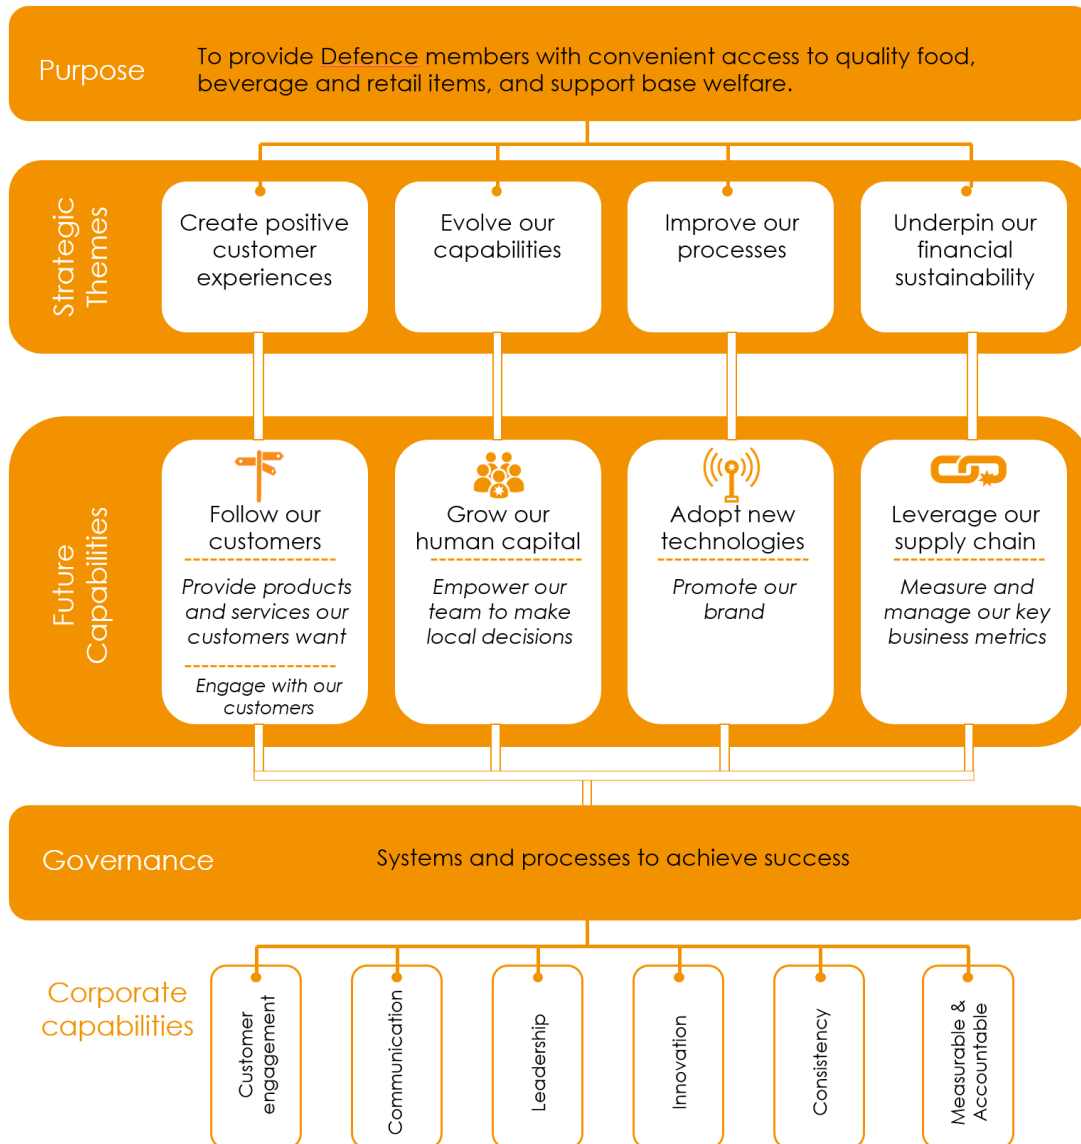 Purpose
To provide Defence members with convenient access to quality food,
beverage and retail items, and support base welfare.
Strategic
Themes
Create positive
customer
experiences
Evolve our
capabilities
Improve our
processes
Underpin our
financial
sustainability
Future
Capabilities
Follow our
customers
Provide products
and services our
customers want
Engage with our
customers
Grow our
human capital
Empower our
team to make
local decisions
Adopt new
technologies
Promote our
brand
Leverage our
supply chain
Measure and
manage our key
business metrics
Governance
Systems and processes to achieve success
Corporate
capabilities
Customer
engagement
Communication
Leadership
Innovation
Consistency
Measurable &
Accountable